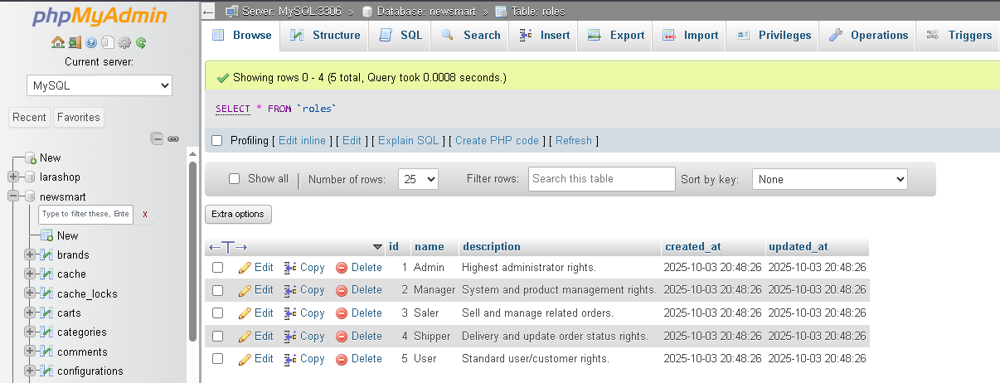 phpMyAdmin
Current server:
MySQL
Recent Favorites
New
larashop
newsmart
Type to filter these, Ente x
New
brands
cache
cache_locks
carts
categories
comments
configurations
Server: MySQL:3306 » Database: newsmart » Table: roles
Browse Structure SQL Search Insert Export Import Privileges Operations Triggers
Showing rows 0 - 4 (5 total, Query took 0.0008 seconds.)
SELECT * FROM `roles`
Profiling [ Edit inline ] [ Edit ] [ Explain SQL ] [ Create PHP code ] [ Refresh ]
Show all Number of rows: 25 Filter rows: Search this table Sort by key: None
Extra options
id name description created_at updated_at
Edit Copy Delete 1 Admin Highest administrator rights. 2025-10-03 20:48:26 2025-10-03 20:48:26
Edit Copy Delete 2 Manager System and product management rights. 2025-10-03 20:48:26 2025-10-03 20:48:26
Edit Copy Delete 3 Saler Sell and manage related orders. 2025-10-03 20:48:26 2025-10-03 20:48:26
Edit Copy Delete 4 Shipper Delivery and update order status rights. 2025-10-03 20:48:26 2025-10-03 20:48:26
Edit Copy Delete 5 User Standard user/customer rights. 2025-10-03 20:48:26 2025-10-03 20:48:26